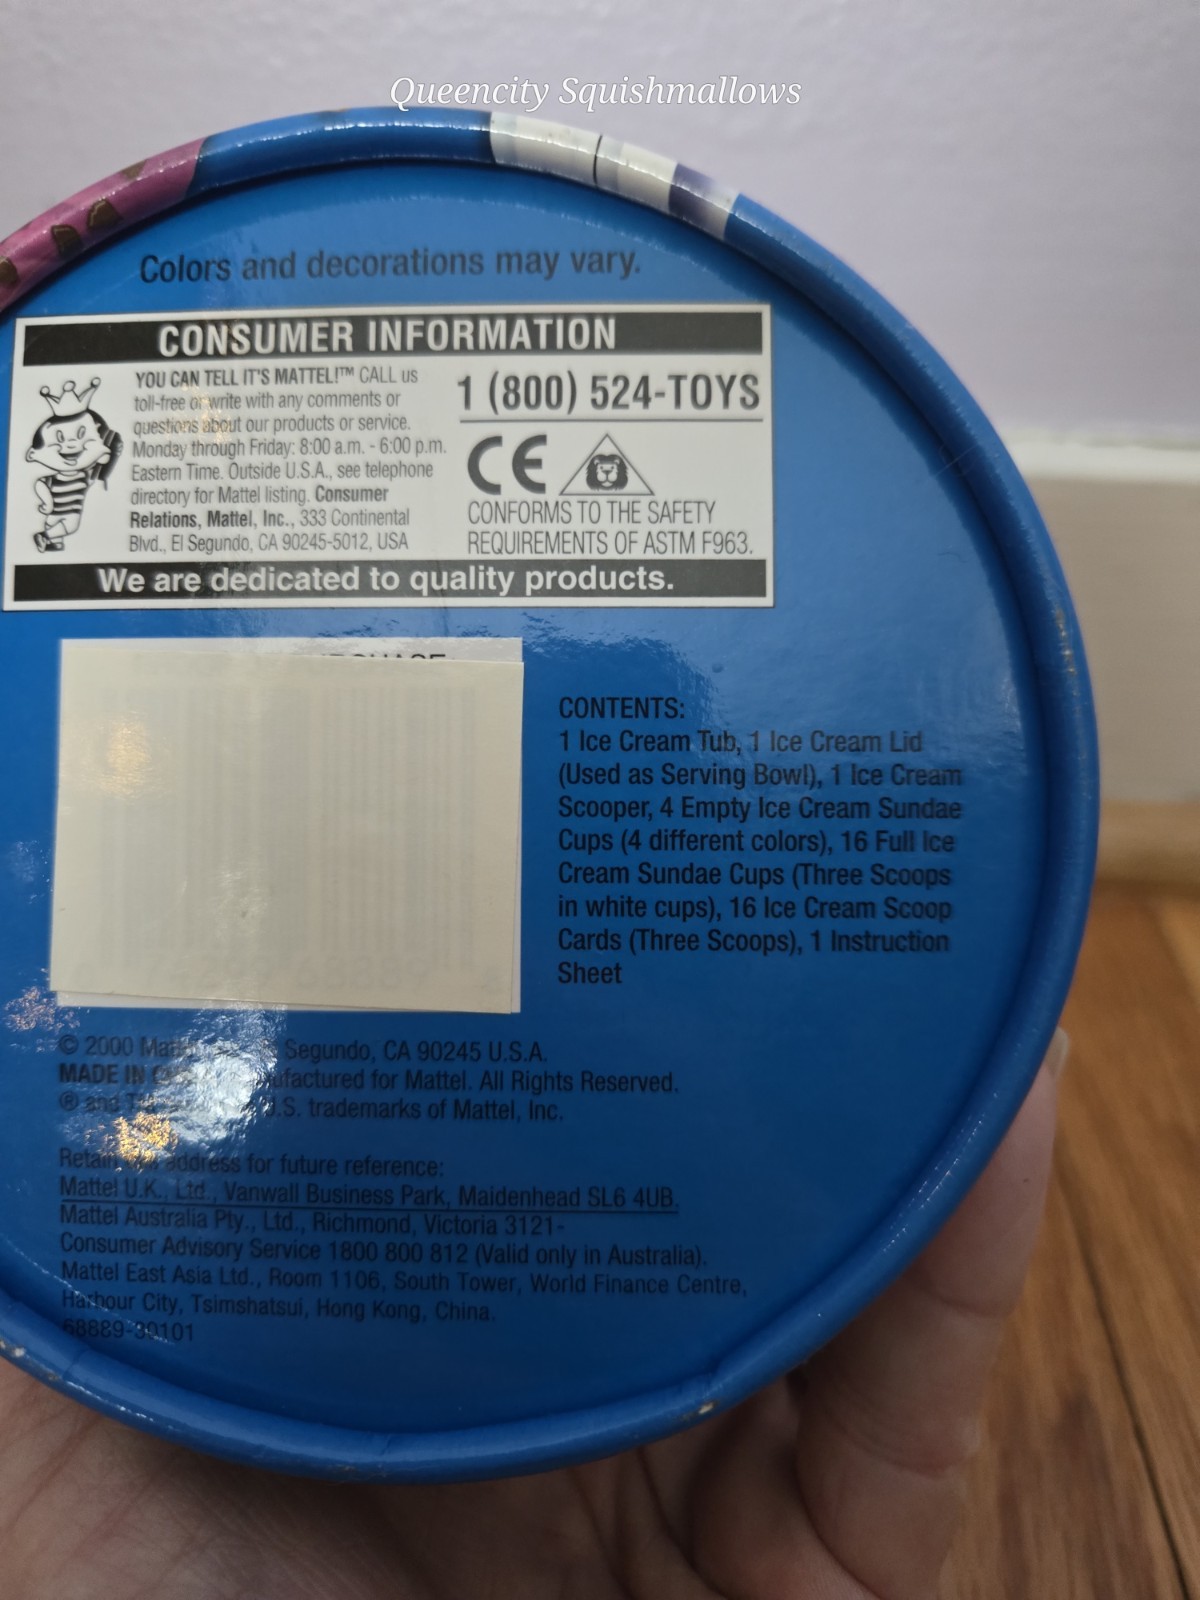 Queencity Squishmallows
Colors and decorations may vary.
CONSUMER INFORMATION
YOU CAN TELL IT'S MATTEL!™ CALL us
toll-free or write with any comments or
questions about our products or service.
Monday through Friday: 8:00 a.m. - 6:00 p.m.
Eastern Time. Outside U.S.A., see telephone
directory for Mattel listing. Consumer
Relations, Mattel, Inc., 333 Continental
Blvd., El Segundo, CA 90245-5012, USA
1 (800) 524-TOYS
CE
CONFORMS TO THE SAFETY
REQUIREMENTS OF ASTM F963.
We are dedicated to quality products.
CONTENTS:
1 Ice Cream Tub, 1 Ice Cream Lid
(Used as Serving Bowl), 1 Ice Cream
Scooper, 4 Empty Ice Cream Sundae
Cups (4 different colors), 16 Full Ice
Cream Sundae Cups (Three Scoops
in white cups), 16 Ice Cream Scoop
Cards (Three Scoops), 1 Instruction
Sheet
© 2000 Segundo, CA 90245 U.S.A.
MADE IN for Mattel. All Rights Reserved.
® and U.S. trademarks of Mattel, Inc.
Retain address for future reference:
Mattel U.K., Ltd., Vanwall Business Park, Maidenhead SL6 4UB.
Mattel Australia Pty., Ltd., Richmond, Victoria 3121-
Consumer Advisory Service 1800 800 812 (Valid only in Australia).
Mattel East Asia Ltd., Room 1106, South Tower, World Finance Centre,
Harbour City, Tsimshatsui, Hong Kong, China.
68889-30101